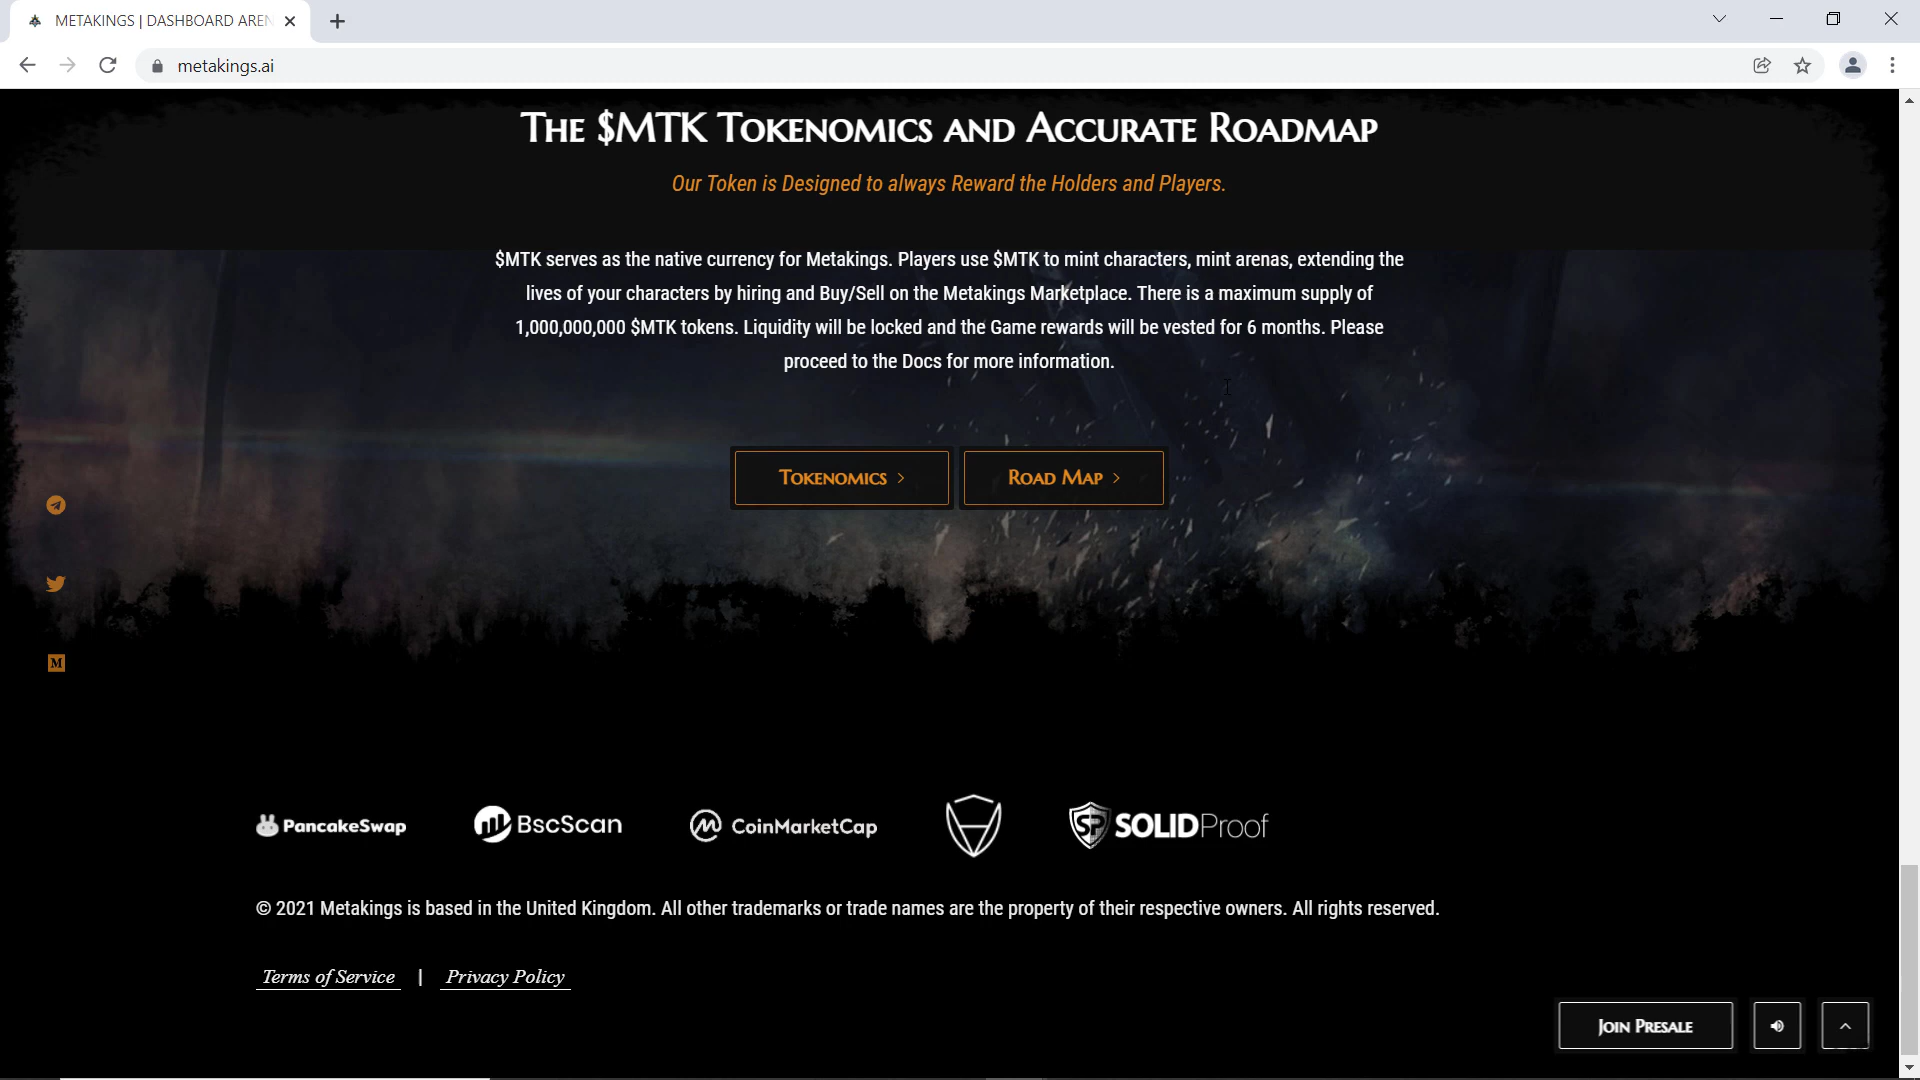 METAKINGS | DASHBOARD AREN
metakings.ai
The $MTK Tokenomics and Accurate Roadmap
Our Token is Designed to always Reward the Holders and Players.
$MTK serves as the native currency for Metakings. Players use $MTK to mint characters, mint arenas, extending the
lives of your characters by hiring and Buy/Sell on the Metakings Marketplace. There is a maximum supply of
1,000,000,000 $MTK tokens. Liquidity will be locked and the Game rewards will be vested for 6 months. Please
proceed to the Docs for more information.
Tokenomics >
Road Map >
M
PancakeSwap
BscScan
CoinMarketCap
SP SOLIDProof
© 2021 Metakings is based in the United Kingdom. All other trademarks or trade names are the property of their respective owners. All rights reserved.
Terms of Service | Privacy Policy
Join Presale